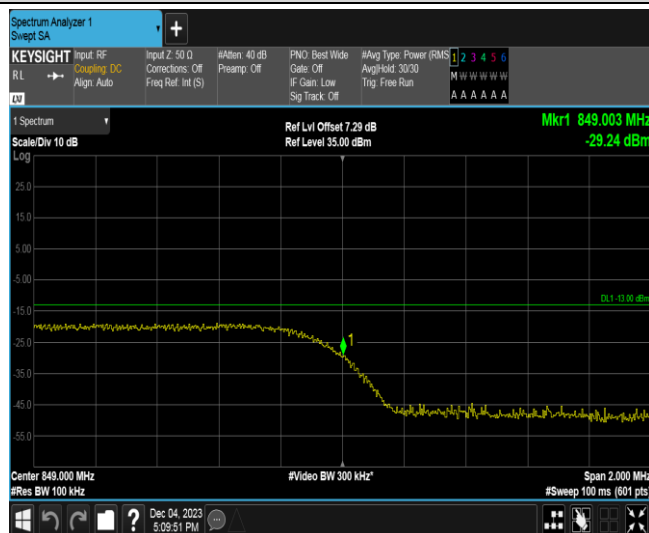 Spectrum Analyzer 1
Swept SA
+
KEYSIGHT
RL
LXI
Input: RF
Coupling: DC
Align: Auto
Input Z: 50 Ω
Corrections: Off
Freq Ref: Int (S)
#Atten: 40 dB
Preamp: Off
PNO: Best Wide
Gate: Off
IF Gain: Low
Sig Track: Off
#Avg Type: Power (RMS
Avg|Hold: 30/30
Trig: Free Run
1 2 3 4 5 6
M W W W W W
A A A A A A
1 Spectrum
Scale/Div 10 dB
Log
Ref Lvl Offset 7.29 dB
Ref Level 35.00 dBm
Mkr1 849.003 MHz
-29.24 dBm
25.0
15.0
5.00
-5.00
DL1 -13.00 dBm
-15.0
-25.0
1
-35.0
-45.0
-55.0
Center 849.000 MHz
#Res BW 100 kHz
#Video BW 300 kHz*
Span 2.000 MHz
#Sweep 100 ms (601 pts)
?
Dec 04, 2023
5:09:51 PM